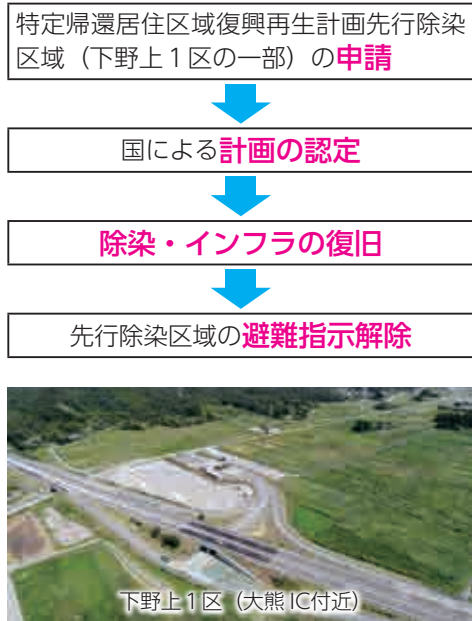 特定帰還居住区域復興再生計画先行除染
区域（下野上１区の一部）の申請
国による計画の認定
除染・インフラの復旧
先行除染区域の避難指示解除
下野上１区（大熊IC付近）